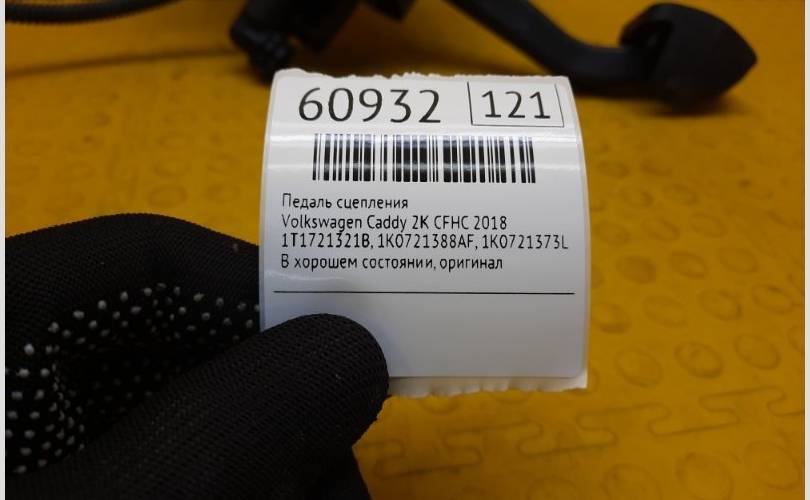 60932 121
Педаль сцепления
Volkswagen Caddy 2K CFHC 2018
1T1721321B, 1K0721388AF, 1K0721373L
В хорошем состоянии, оригинал